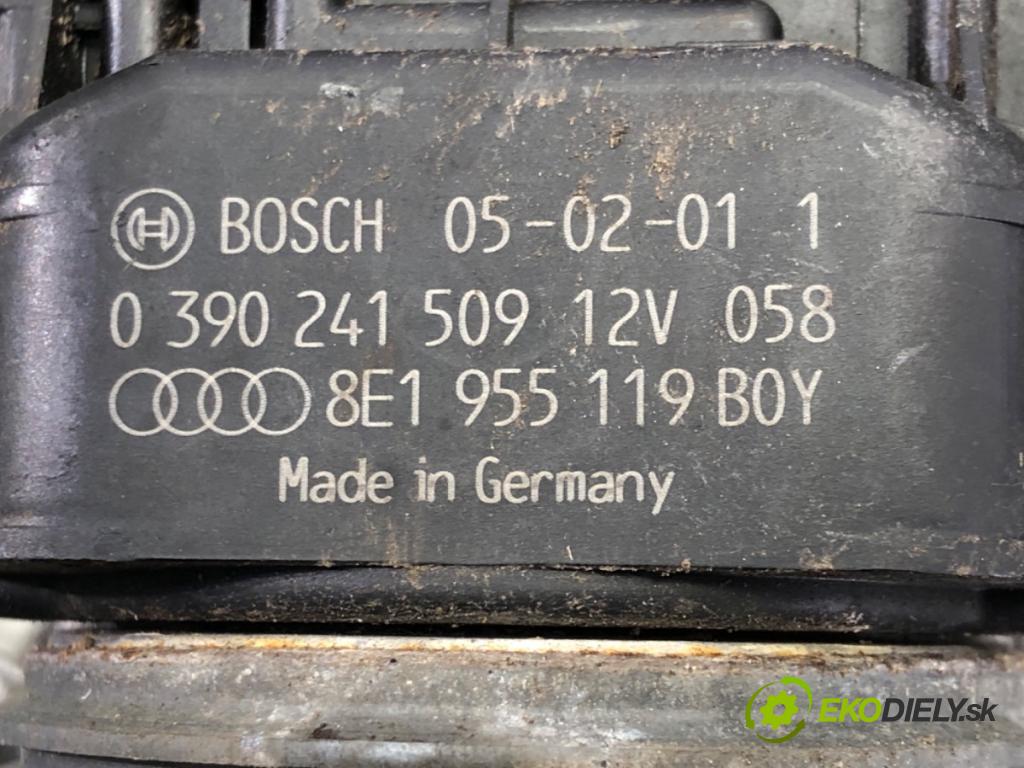 BOSCH 05-02-01 1
0 390 241 509 12V 058
8E1 955 119 B0Y
Made in Germany
EKODIELY.sk